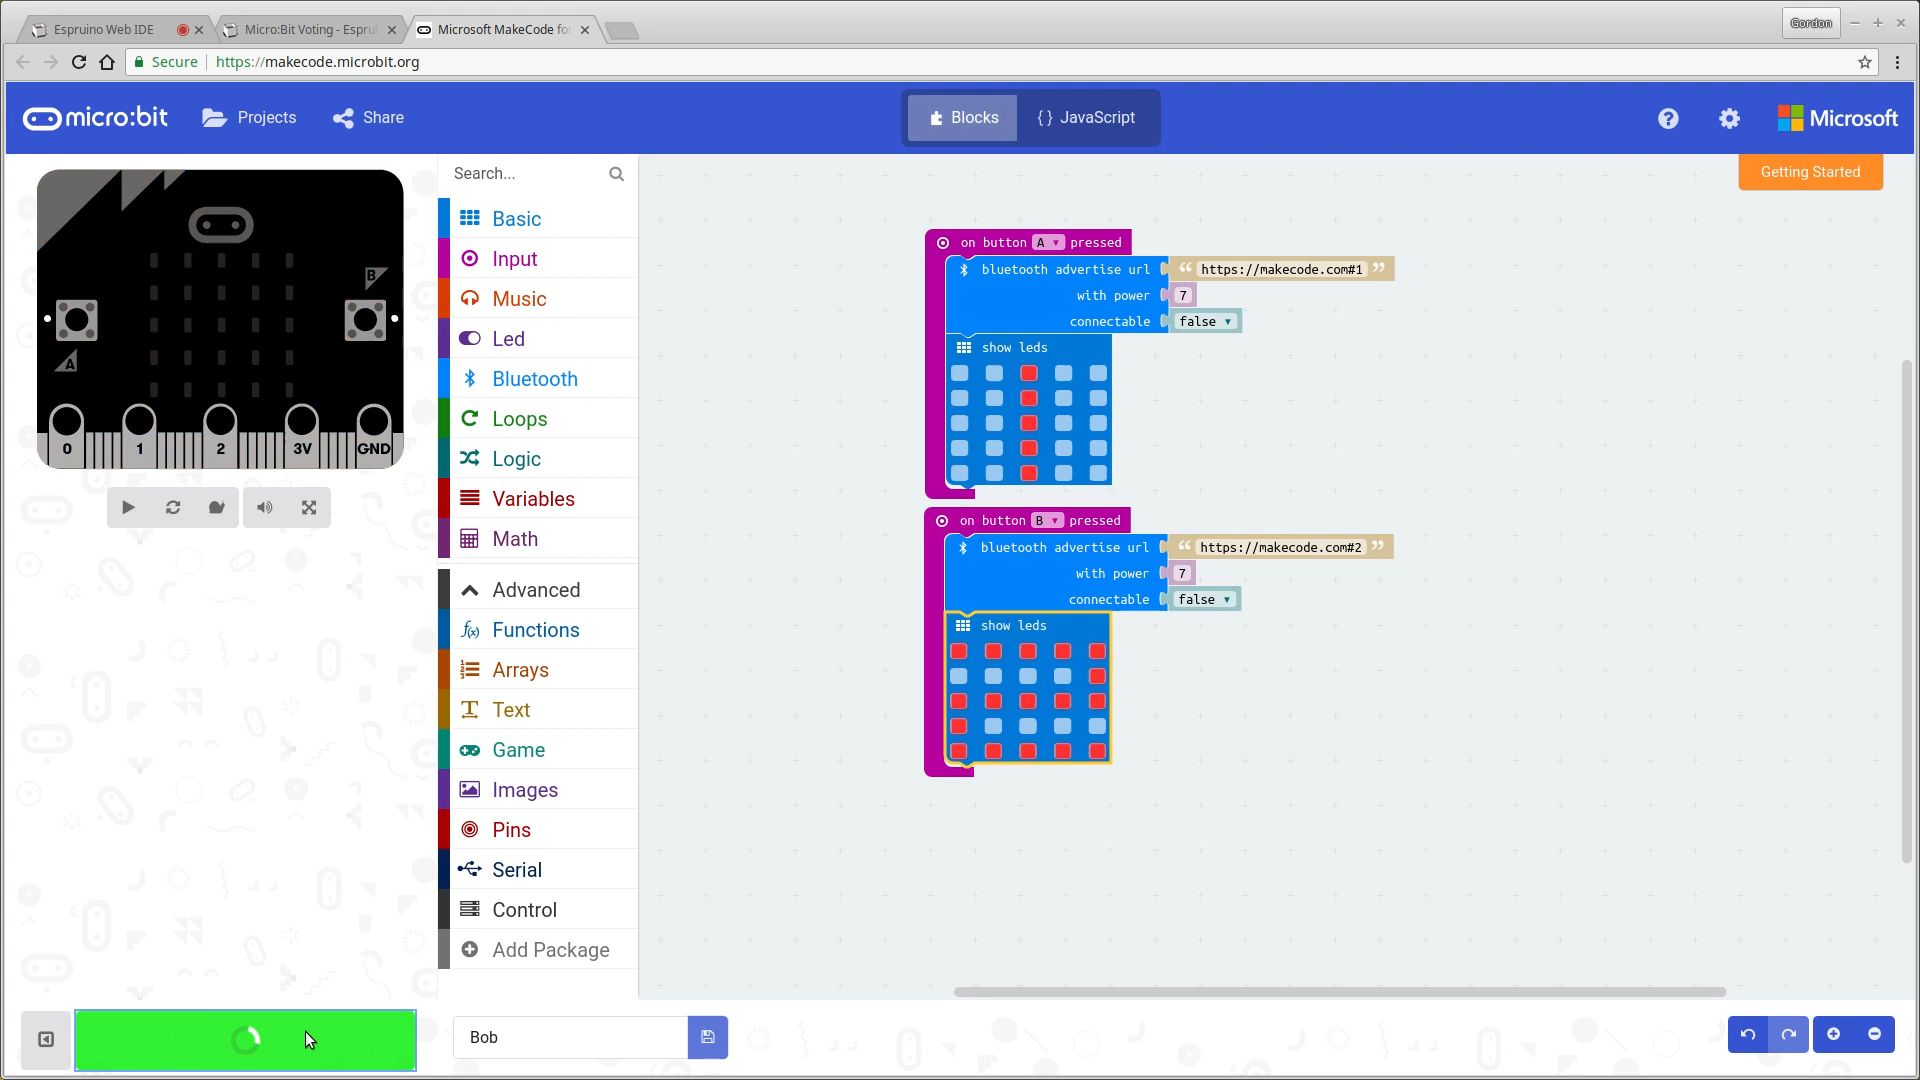 Espruino Web IDE
Micro:Bit Voting - Esprui
Microsoft MakeCode for
Gordon
Secure
https://makecode.microbit.org
micro:bit
Projects
Share
Blocks
{} JavaScript
?
Microsoft
Getting Started
Search...
Basic
Input
Music
Led
Bluetooth
Loops
Logic
Variables
Math
Advanced
f(x) Functions
Arrays
Text
Game
Images
Pins
Serial
Control
Add Package
B
A
0 1 2 3V GND
on button A pressed
bluetooth advertise url “ https://makecode.com#1 ”
with power 7
connectable false
show leds
on button B pressed
bluetooth advertise url “ https://makecode.com#2 ”
with power 7
connectable false
show leds
Bob